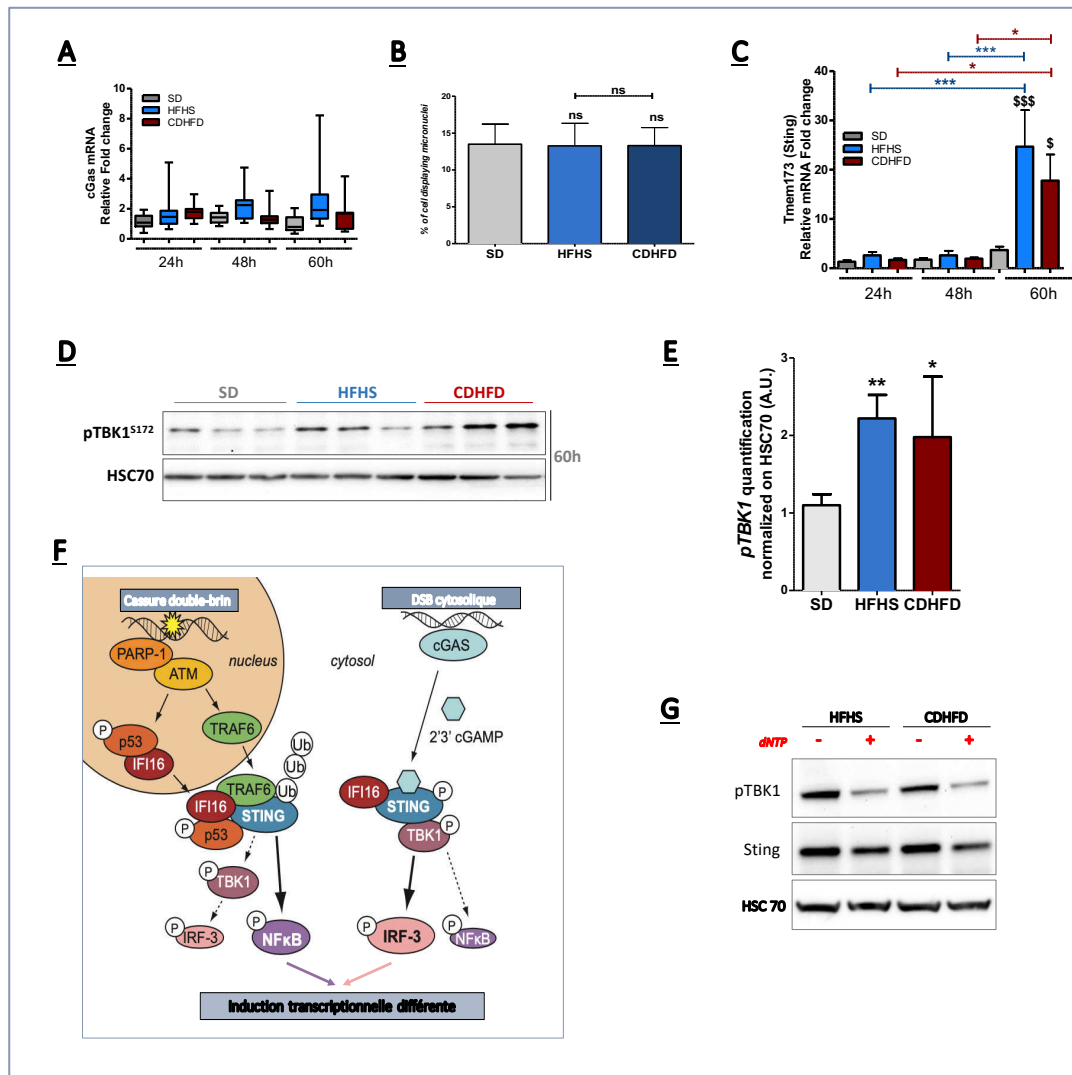 A
cGas mRNA
Relative Fold change
10
8
6
4
2
0
SD
HFHS
CDHFD
24h
48h
60h
B
% of cell displaying micronuclei
20
15
10
5
0
ns
ns
ns
SD
HFHS
CDHFD
C
Tmem173 (Sting)
Relative mRNA Fold change
40
30
20
10
0
*
***
*
***
$$$
$
SD
HFHS
CDHFD
24h
48h
60h
D
SD
HFHS
CDHFD
pTBK1S172
HSC70
60h
E
pTBK1 quantification
normalized on HSC70 (A.U.)
3
2
1
0
**
*
SD
HFHS
CDHFD
F
Cassure double-brin
PARP-1
ATM
nucleus
P
p53
IFI16
TRAF6
Ub
Ub
Ub
TRAF6
IFI16
STING
P
p53
P
TBK1
P
IRF-3
P
NFκB
cytosol
DSB cytosolique
cGAS
2'3' cGAMP
IFI16
STING
P
TBK1
P
P
IRF-3
P
NFκB
Induction transcriptionnelle différente
G
HFHS
CDHFD
dNTP
-
+
-
+
pTBK1
Sting
HSC 70